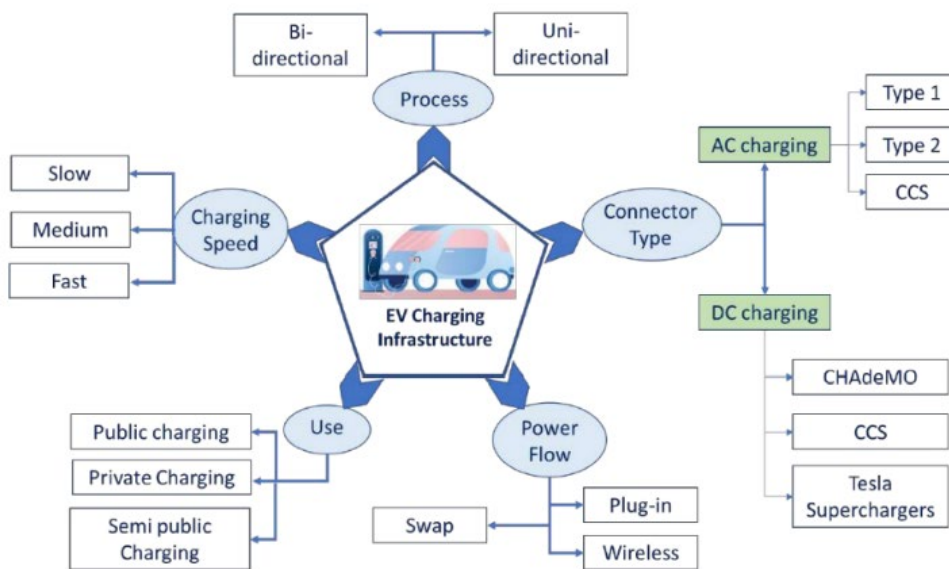 Bi-
directional
Uni-
directional
Process
Slow
Medium
Fast
Charging
Speed
EV Charging
Infrastructure
Connector
Type
AC charging
Type 1
Type 2
CCS
DC charging
CHAdeMO
CCS
Tesla
Superchargers
Use
Public charging
Private Charging
Semi public
Charging
Power
Flow
Swap
Plug-in
Wireless